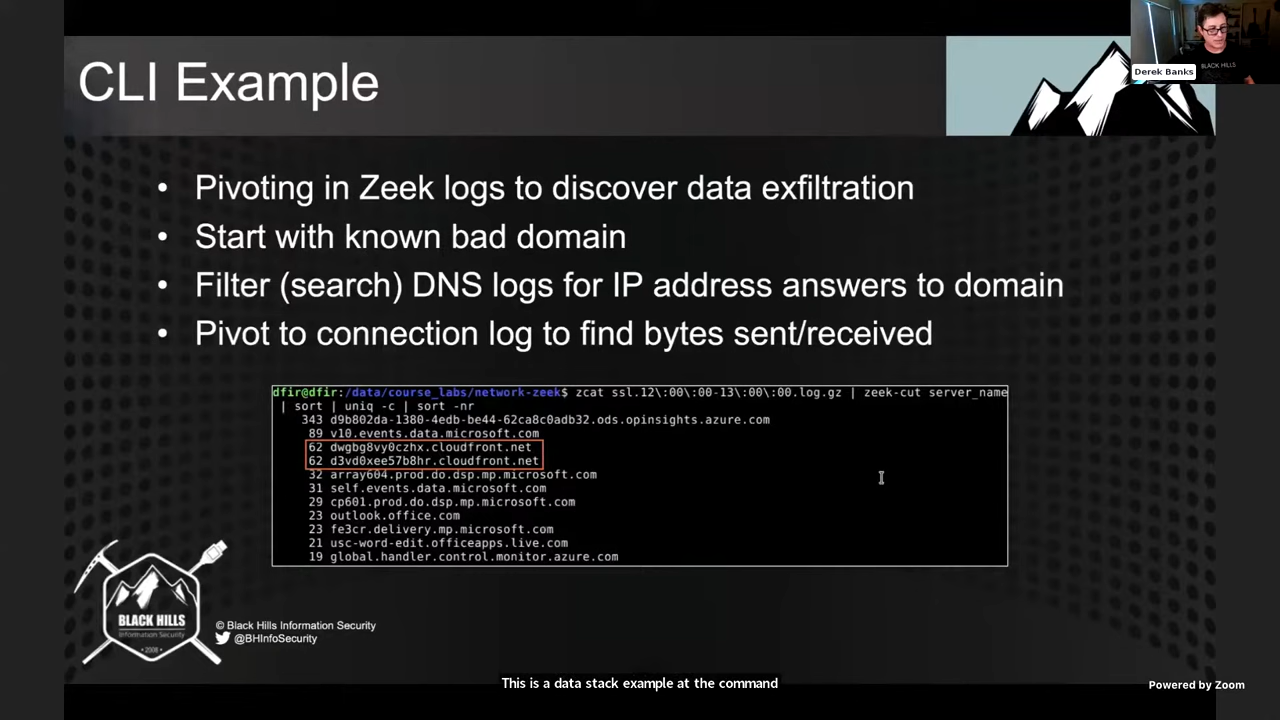 CLI Example
BLACK HILLS
Derek Banks
• Pivoting in Zeek logs to discover data exfiltration
• Start with known bad domain
• Filter (search) DNS logs for IP address answers to domain
• Pivot to connection log to find bytes sent/received
dfir@dfir:/data/course_labs/network-zeek$ zcat ssl.12\:00\:00-13\:00\:00.log.gz | zeek-cut server_name
| sort | uniq -c | sort -nr
343 d9b802da-1380-4edb-be44-62ca8c0adb32.ods.opinsights.azure.com
89 v10.events.data.microsoft.com
62 dwgbg8vy0czhx.cloudfront.net
62 d3vd0xee57b8hr.cloudfront.net
32 array604.prod.do.dsp.mp.microsoft.com
31 self.events.data.microsoft.com
29 cp601.prod.do.dsp.mp.microsoft.com
23 outlook.office.com
23 fe3cr.delivery.mp.microsoft.com
21 usc-word-edit.officeapps.live.com
19 global.handler.control.monitor.azure.com
BLACK HILLS
Information Security
• 2008 •
© Black Hills Information Security
@BHInfoSecurity
This is a data stack example at the command
Powered by Zoom